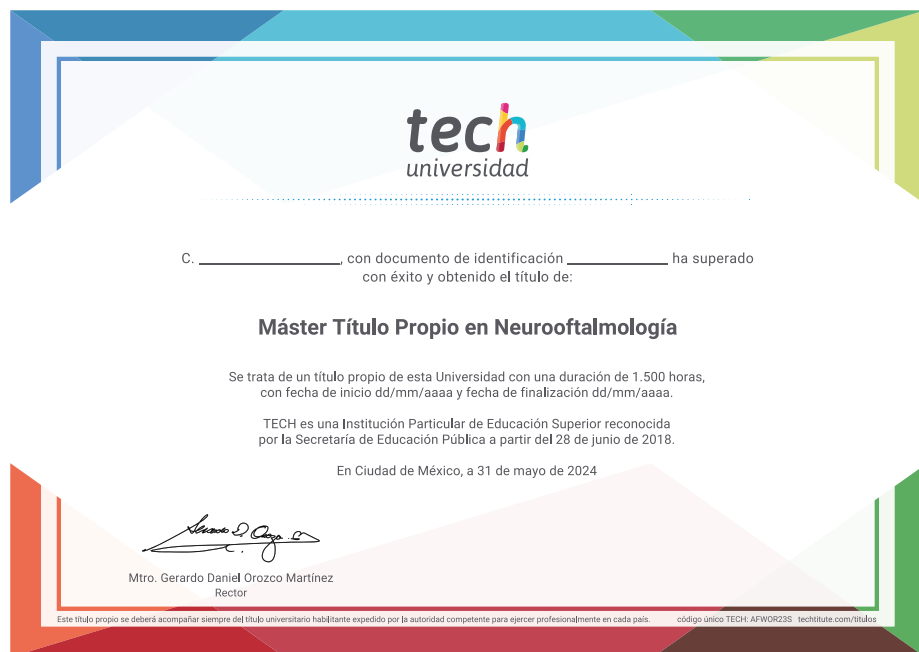 tech
universidad
C. ____________________, con documento de identificación ______________ ha superado
con éxito y obtenido el título de:
Máster Título Propio en Neurooftalmología
Se trata de un título propio de esta Universidad con una duración de 1.500 horas,
con fecha de inicio dd/mm/aaaa y fecha de finalización dd/mm/aaaa.
TECH es una Institución Particular de Educación Superior reconocida
por la Secretaría de Educación Pública a partir del 28 de junio de 2018.
En Ciudad de México, a 31 de mayo de 2024
Mtro. Gerardo Daniel Orozco Martínez
Rector
Este título propio se deberá acompañar siempre del título universitario habilitante expedido por la autoridad competente para ejercer profesionalmente en cada país. código único TECH: AFWOR23S techtitute.com/titulos